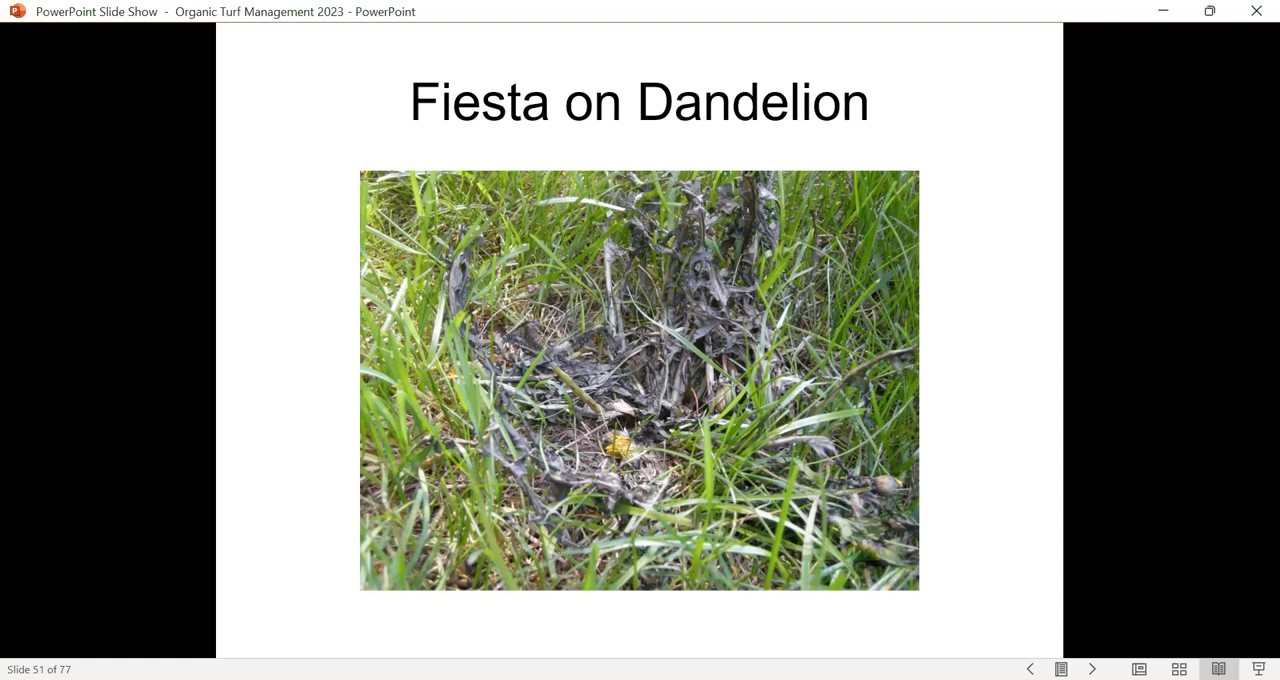 PowerPoint Slide Show - Organic Turf Management 2023 - PowerPoint
Fiesta on Dandelion
Slide 51 of 77